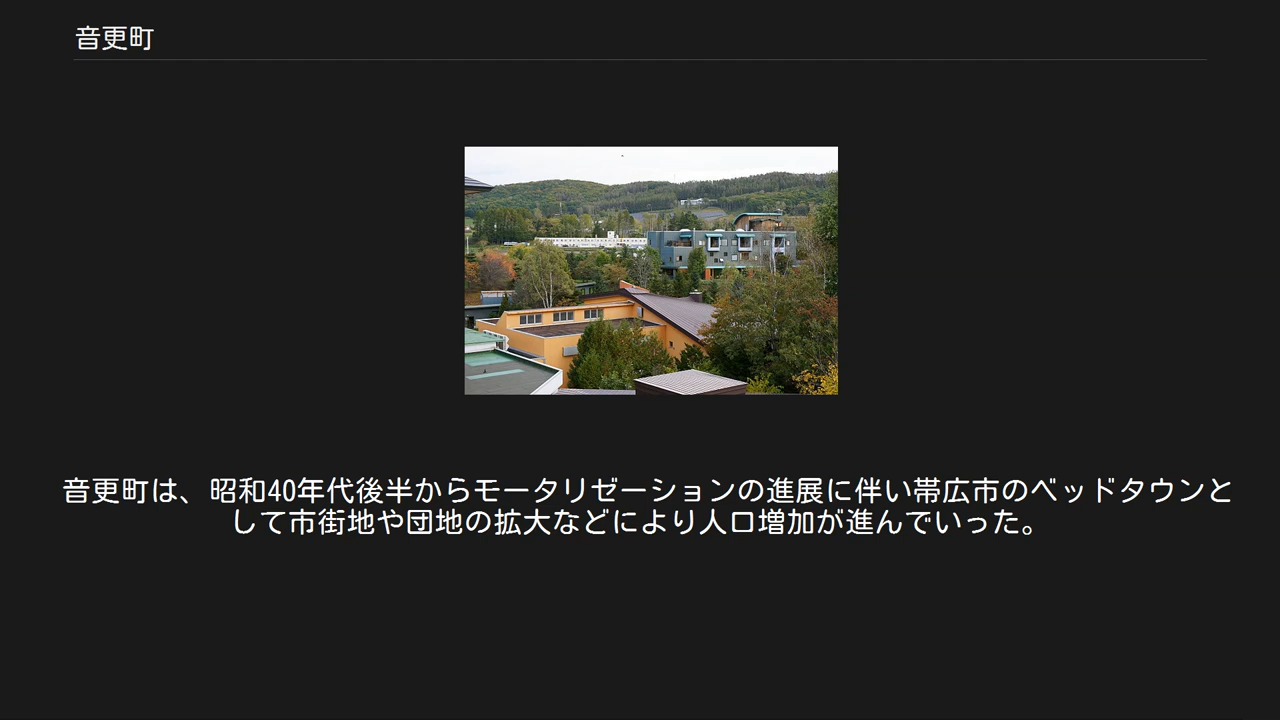 音更町
音更町は、昭和40年代後半からモータリゼーションの進展に伴い帯広市のベッドタウンと
して市街地や団地の拡大などにより人口増加が進んでいった。